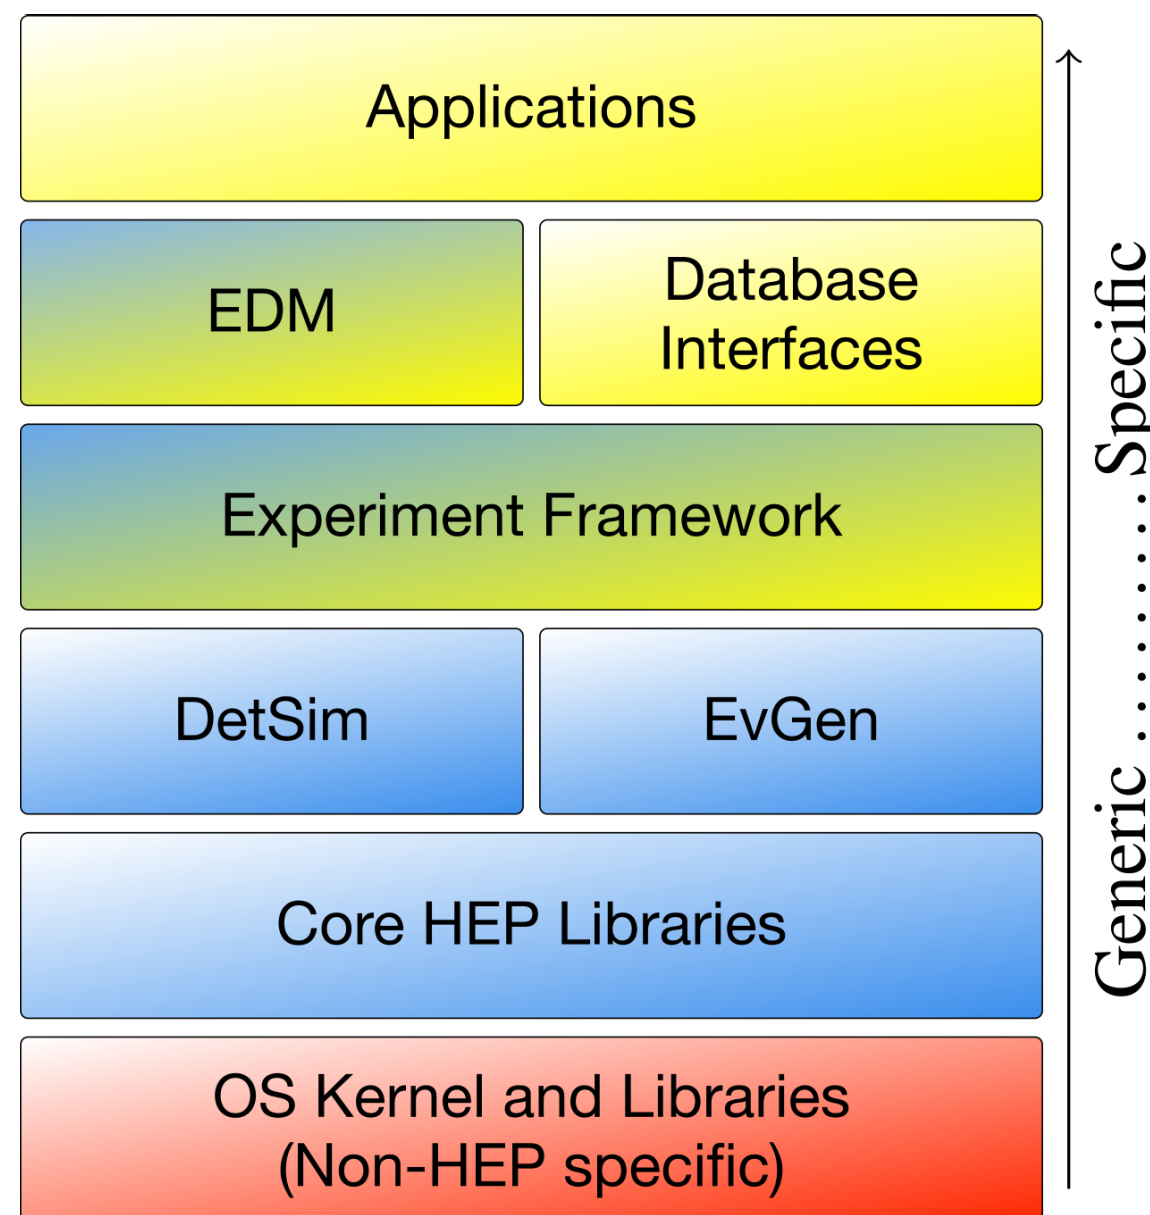 Applications
EDM
Database
Interfaces
Experiment Framework
DetSim
EvGen
Core HEP Libraries
OS Kernel and Libraries
(Non-HEP specific)
Generic ......... Specific